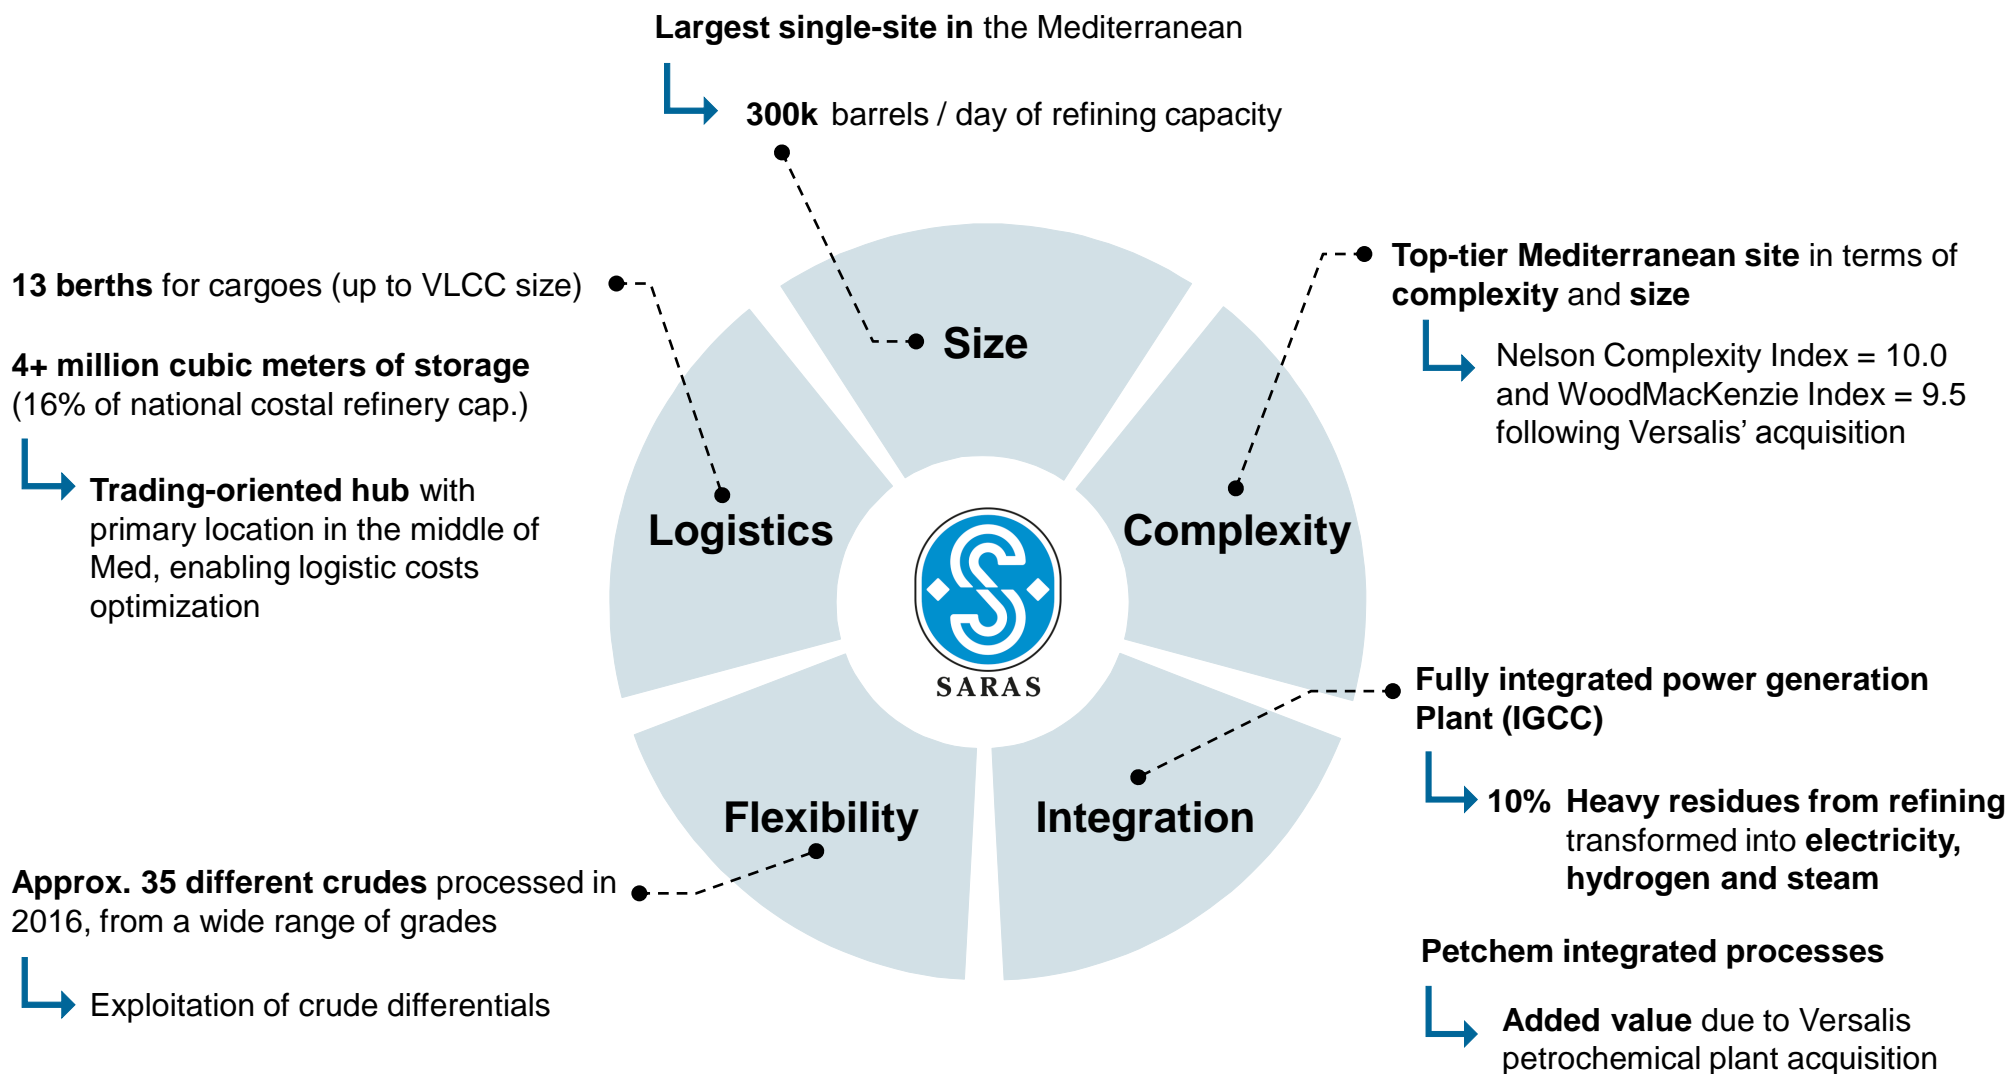 Largest single-site in the Mediterranean
300k barrels / day of refining capacity
13 berths for cargoes (up to VLCC size)
4+ million cubic meters of storage
(16% of national costal refinery cap.)
Trading-oriented hub with
primary location in the middle of
Med, enabling logistic costs
optimization
Size
Top-tier Mediterranean site in terms of
complexity and size
Nelson Complexity Index = 10.0
and WoodMacKenzie Index = 9.5
following Versalis’ acquisition
Logistics
Complexity
SARAS
Flexibility
Integration
Fully integrated power generation
Plant (IGCC)
10% Heavy residues from refining
transformed into electricity,
hydrogen and steam
Approx. 35 different crudes processed in
2016, from a wide range of grades
Exploitation of crude differentials
Petchem integrated processes
Added value due to Versalis
petrochemical plant acquisition